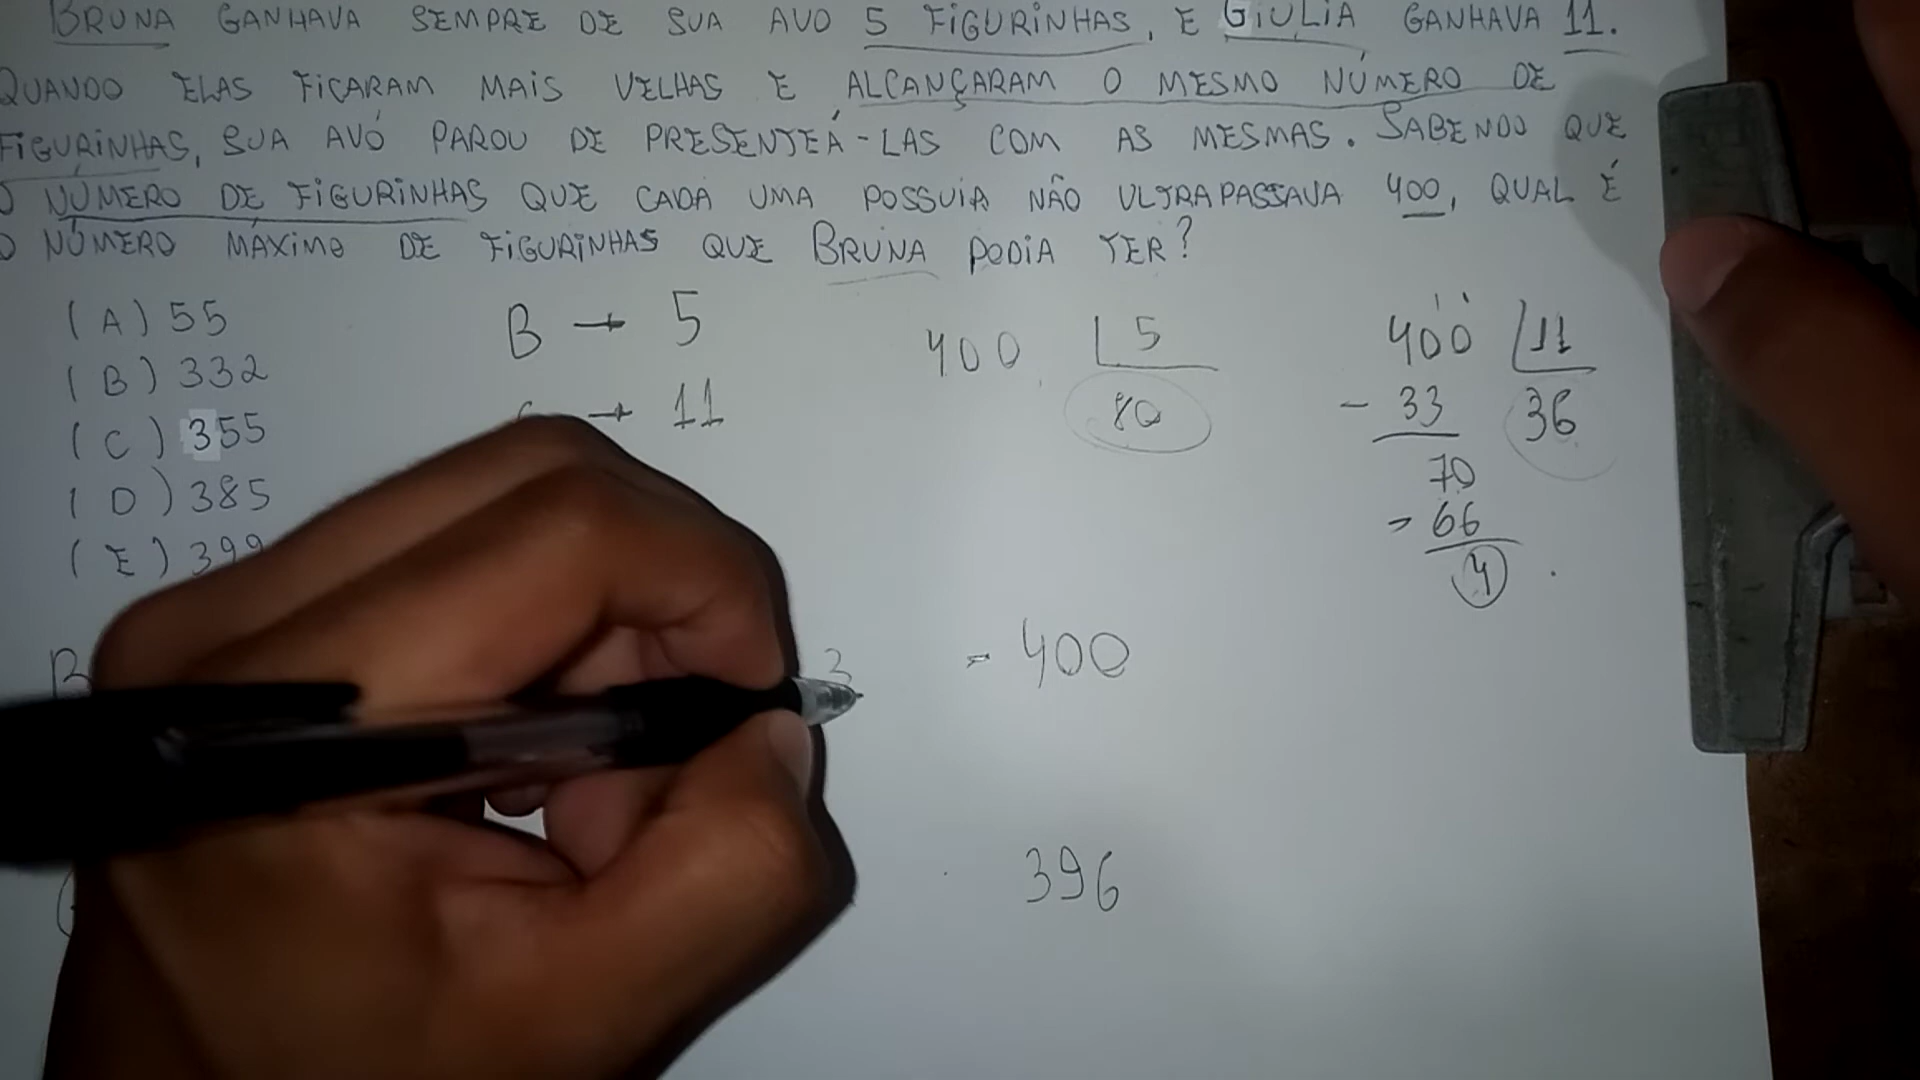 BRUNA GANHAVA SEMPRE DE SUA AVO 5 FIGURINHAS, E GIULIA GANHAVA 11.
QUANDO ELAS FICARAM MAIS VELHAS E ALCANÇARAM O MESMO NÚMERO DE
FIGURINHAS, SUA AVÓ PAROU DE PRESENTEÁ-LAS COM AS MESMAS. SABENDO QUE
O NÚMERO DE FIGURINHAS QUE CADA UMA POSSUIA NÃO ULTRAPASSAVA 400, QUAL É
O NÚMERO MÁXIMO DE FIGURINHAS QUE BRUNA PODIA TER?
(A) 55
(B) 332
(C) 355
(D) 385
(E) 399
B → 5
→ 11
400 5
80
400 11
- 33 36
70
- 66
4
B
3 - 400
396